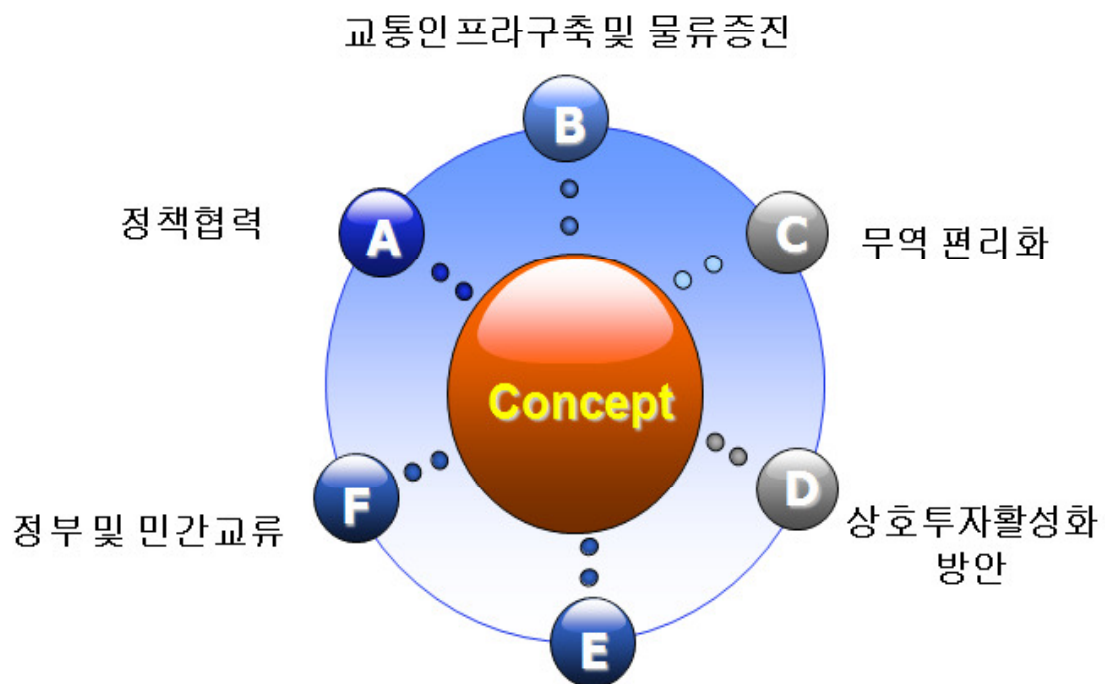 교통인프라구축 및 물류증진
B
정책협력
A
C
무역 편리화
Concept
F
D
정부 및 민간교류
상호투자활성화
방안
E